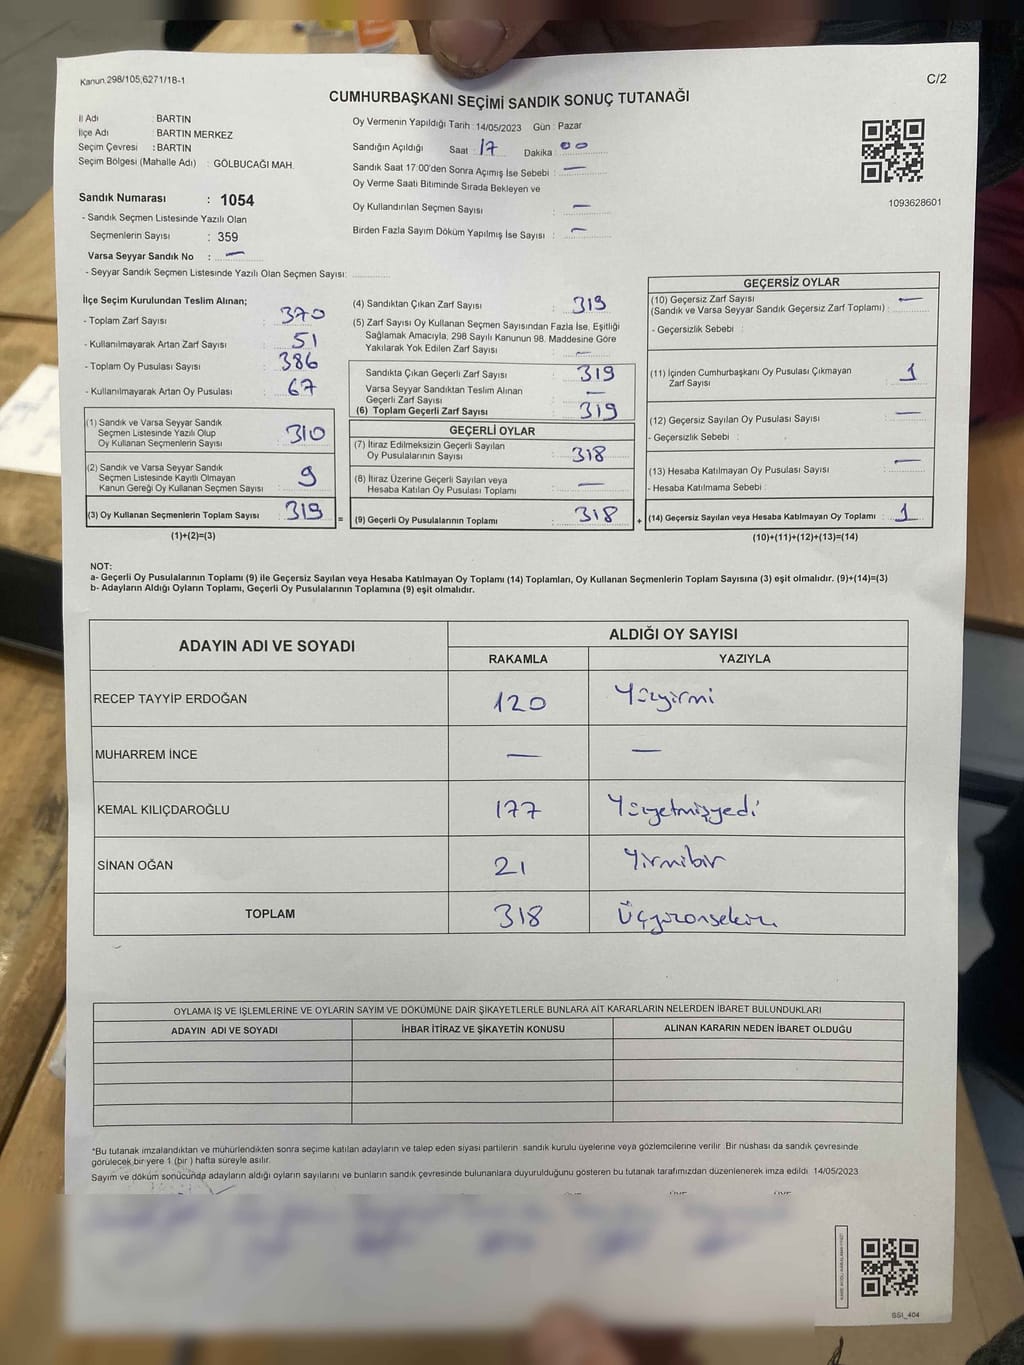 Kanun.298/105,6271/18-1
C/2
CUMHURBAŞKANI SEÇİMİ SANDIK SONUÇ TUTANAĞI
İl Adı : BARTIN
İlçe Adı : BARTIN MERKEZ
Seçim Çevresi : BARTIN
Seçim Bölgesi (Mahalle Adı) : GÖLBUCAĞI MAH.
Sandık Numarası : 1054
- Sandık Seçmen Listesinde Yazılı Olan
Seçmenlerin Sayısı : 359
Varsa Seyyar Sandık No : —
- Seyyar Sandık Seçmen Listesinde Yazılı Olan Seçmen Sayısı:
Oy Vermenin Yapıldığı Tarih : 14/05/2023 Gün : Pazar
Sandığın Açıldığı Saat : 17 Dakika : 00
Sandık Saat 17:00'den Sonra Açımış İse Sebebi : —
Oy Verme Saati Bitiminde Sırada Bekleyen ve
Oy Kullandırılan Seçmen Sayısı : —
Birden Fazla Sayım Döküm Yapılmış İse Sayısı : —
1093628601
İlçe Seçim Kurulundan Teslim Alınan;
- Toplam Zarf Sayısı : 370
- Kullanılmayarak Artan Zarf Sayısı : 51
- Toplam Oy Pusulası Sayısı : 386
- Kullanılmayarak Artan Oy Pusulası : 67
(1) Sandık ve Varsa Seyyar Sandık
Seçmen Listesinde Yazılı Olup
Oy Kullanan Seçmenlerin Sayısı : 310
(2) Sandık ve Varsa Seyyar Sandık
Seçmen Listesinde Kayıtlı Olmayan
Kanun Gereği Oy Kullanan Seçmen Sayısı : 9
(3) Oy Kullanan Seçmenlerin Toplam Sayısı : 319 =
(1)+(2)=(3)
(4) Sandıktan Çıkan Zarf Sayısı : 319
(5) Zarf Sayısı Oy Kullanan Seçmen Sayısından Fazla İse, Eşitliği
Sağlamak Amacıyla, 298 Sayılı Kanunun 98. Maddesine Göre
Yakılarak Yok Edilen Zarf Sayısı : —
Sandıkta Çıkan Geçerli Zarf Sayısı : 319
Varsa Seyyar Sandıktan Teslim Alınan
Geçerli Zarf Sayısı : —
(6) Toplam Geçerli Zarf Sayısı : 319
GEÇERLİ OYLAR
(7) İtiraz Edilmeksizin Geçerli Sayılan
Oy Pusulalarının Sayısı : 318
(8) İtiraz Üzerine Geçerli Sayılan veya
Hesaba Katılan Oy Pusulası Toplamı : —
(9) Geçerli Oy Pusulalarının Toplamı : 318 +
GEÇERSİZ OYLAR
(10) Geçersiz Zarf Sayısı
(Sandık ve Varsa Seyyar Sandık Geçersiz Zarf Toplamı) : —
- Geçersizlik Sebebi :
(11) İçinden Cumhurbaşkanı Oy Pusulası Çıkmayan
Zarf Sayısı : 1
(12) Geçersiz Sayılan Oy Pusulası Sayısı : —
- Geçersizlik Sebebi :
(13) Hesaba Katılmayan Oy Pusulası Sayısı : —
- Hesaba Katılmama Sebebi :
(14) Geçersiz Sayılan veya Hesaba Katılmayan Oy Toplamı : 1
(10)+(11)+(12)+(13)=(14)
NOT:
a- Geçerli Oy Pusulalarının Toplamı (9) ile Geçersiz Sayılan veya Hesaba Katılmayan Oy Toplamı (14) Toplamları, Oy Kullanan Seçmenlerin Toplam Sayısına (3) eşit olmalıdır. (9)+(14)=(3)
b- Adayların Aldığı Oyların Toplamı, Geçerli Oy Pusulalarının Toplamına (9) eşit olmalıdır.
ADAYIN ADI VE SOYADI ALDIĞI OY SAYISI
RAKAMLA YAZIYLA
RECEP TAYYİP ERDOĞAN 120 Yüzyirmi
MUHARREM İNCE — —
KEMAL KILIÇDAROĞLU 177 Yüzyetmişyedi
SİNAN OĞAN 21 Yirmibir
TOPLAM 318 Üçyüzonsekiz
OYLAMA İŞ VE İŞLEMLERİNE VE OYLARIN SAYIM VE DÖKÜMÜNE DAİR ŞİKAYETLERLE BUNLARA AİT KARARLARIN NELERDEN İBARET BULUNDUKLARI
ADAYIN ADI VE SOYADI İHBAR İTİRAZ VE ŞİKAYETİN KONUSU ALINAN KARARIN NEDEN İBARET OLDUĞU
*Bu tutanak imzalandıktan ve mühürlendikten sonra seçime katılan adayların ve talep eden siyasi partilerin sandık kurulu üyelerine veya gözlemcilerine verilir. Bir nüshası da sandık çevresinde
görülecek bir yere 1 (bir) hafta süreyle asılır.
Sayım ve döküm sonucunda adayların aldığı oyların sayılarını ve bunların sandık çevresinde bulunanlara duyurulduğunu gösteren bu tutanak tarafımızdan düzenlenerek imza edildi 14/05/2023
SSI_404